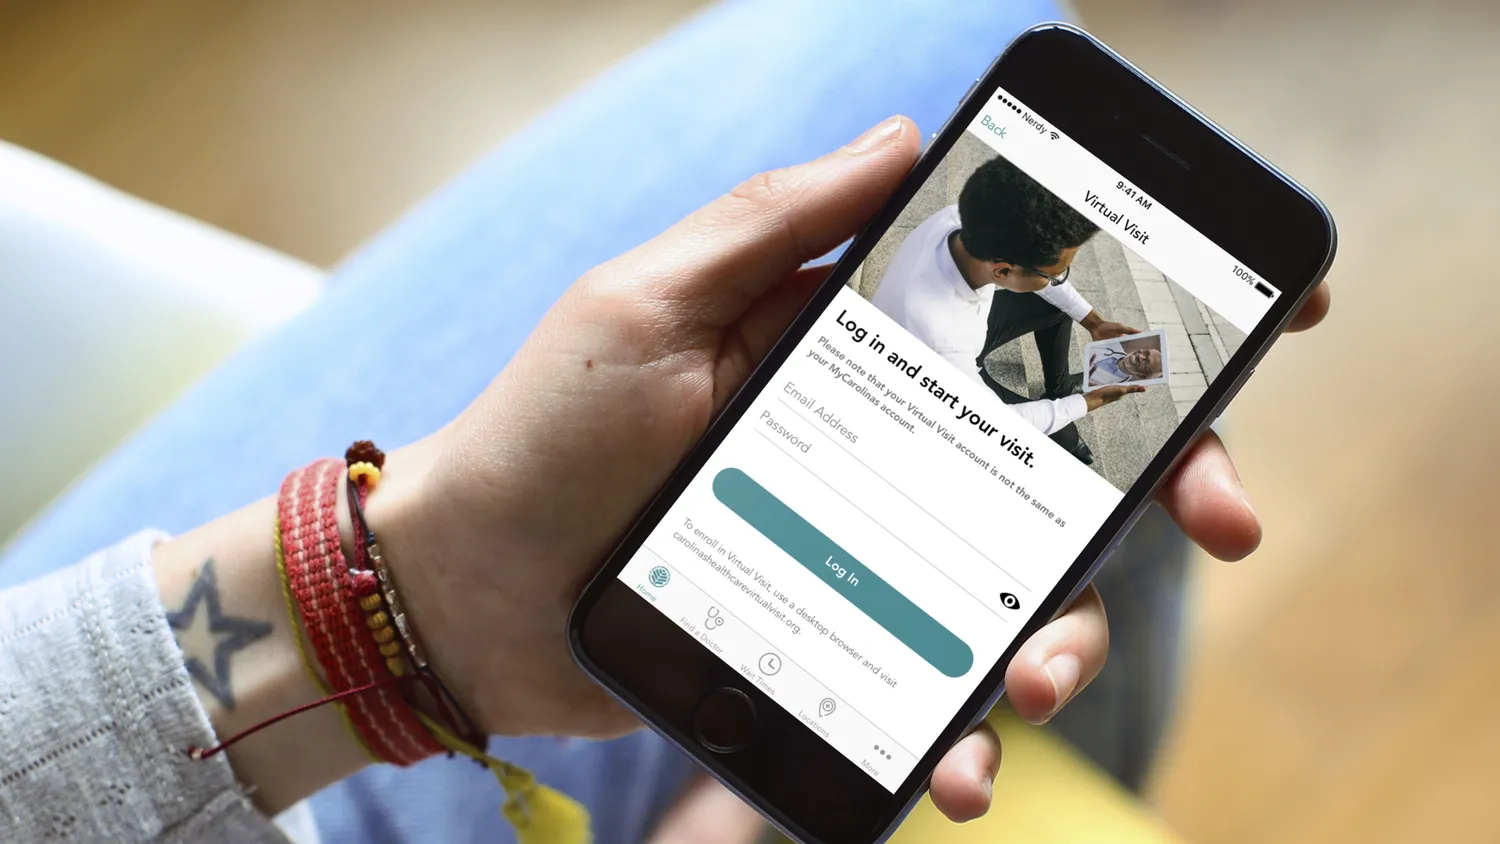 Nerdy
9:41 AM
100%
Back
Virtual Visit
Log in and start your visit.
Please note that your Virtual Visit account is not the same as
your MyCarolinas account.
Email Address
Password
Log In
To enroll in Virtual Visit, use a desktop browser and visit
carolinashealthcarevirtualvisit.org.
Home
Find a Doctor
Wait Times
Locations
More